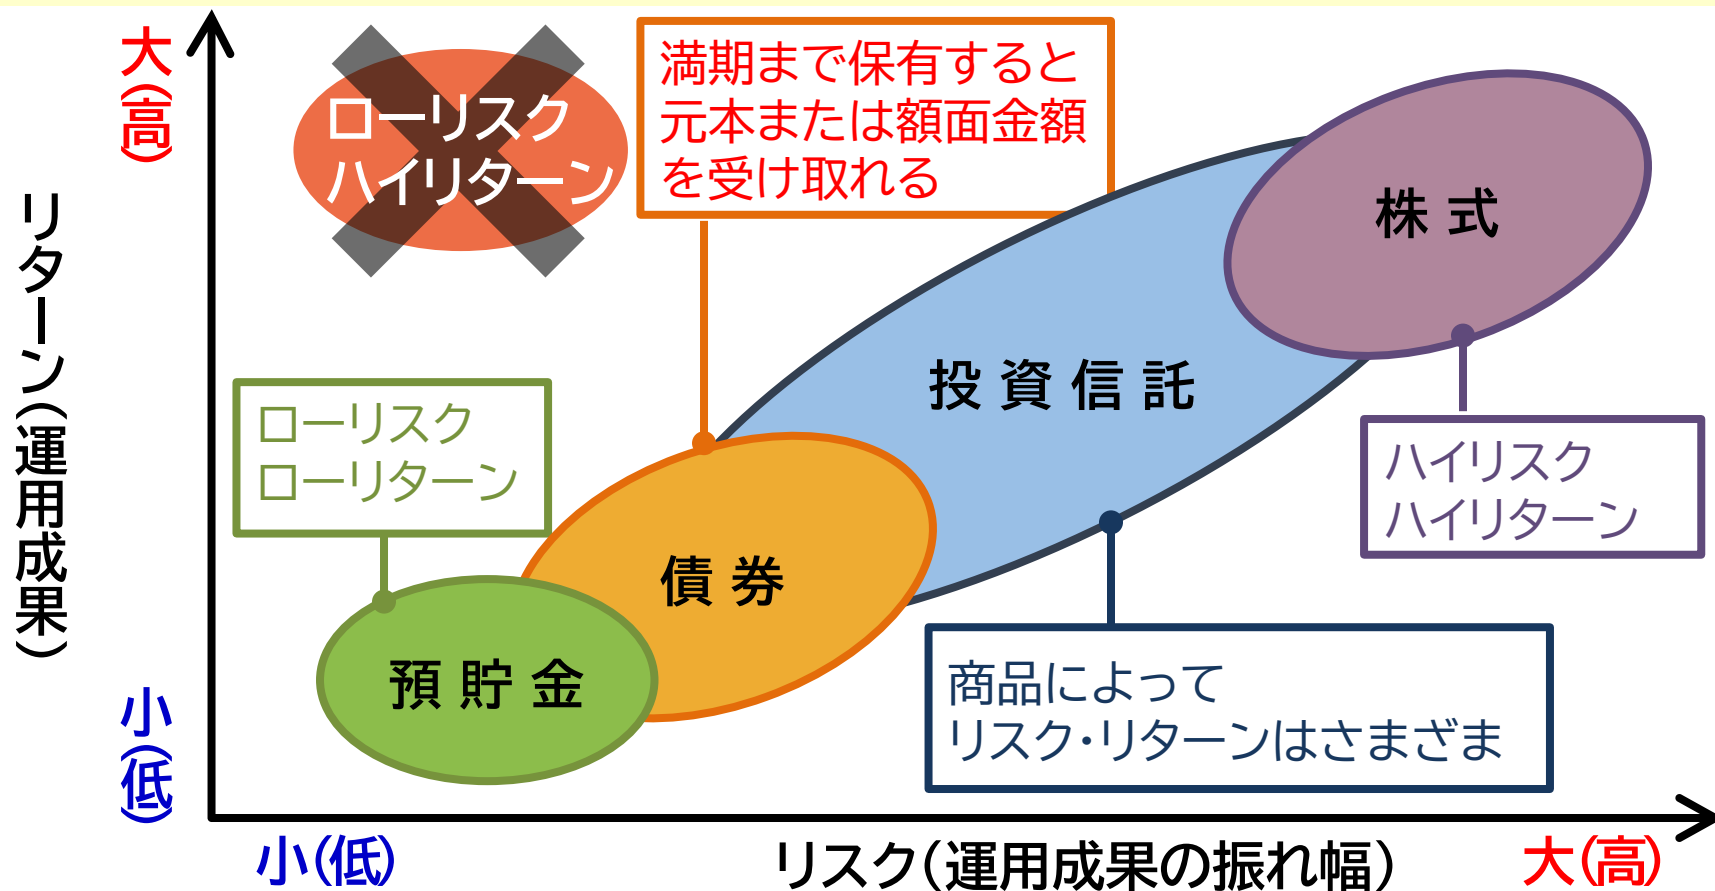 大(高)
ローリスク
ハイリターン
満期まで保有すると
元本または額面金額
を受け取れる
株式
リターン(運用成果)
投資信託
ローリスク
ローリターン
ハイリスク
ハイリターン
債券
預貯金
商品によって
リスク・リターンはさまざま
小(低)
小(低)
リスク(運用成果の振れ幅)
大(高)